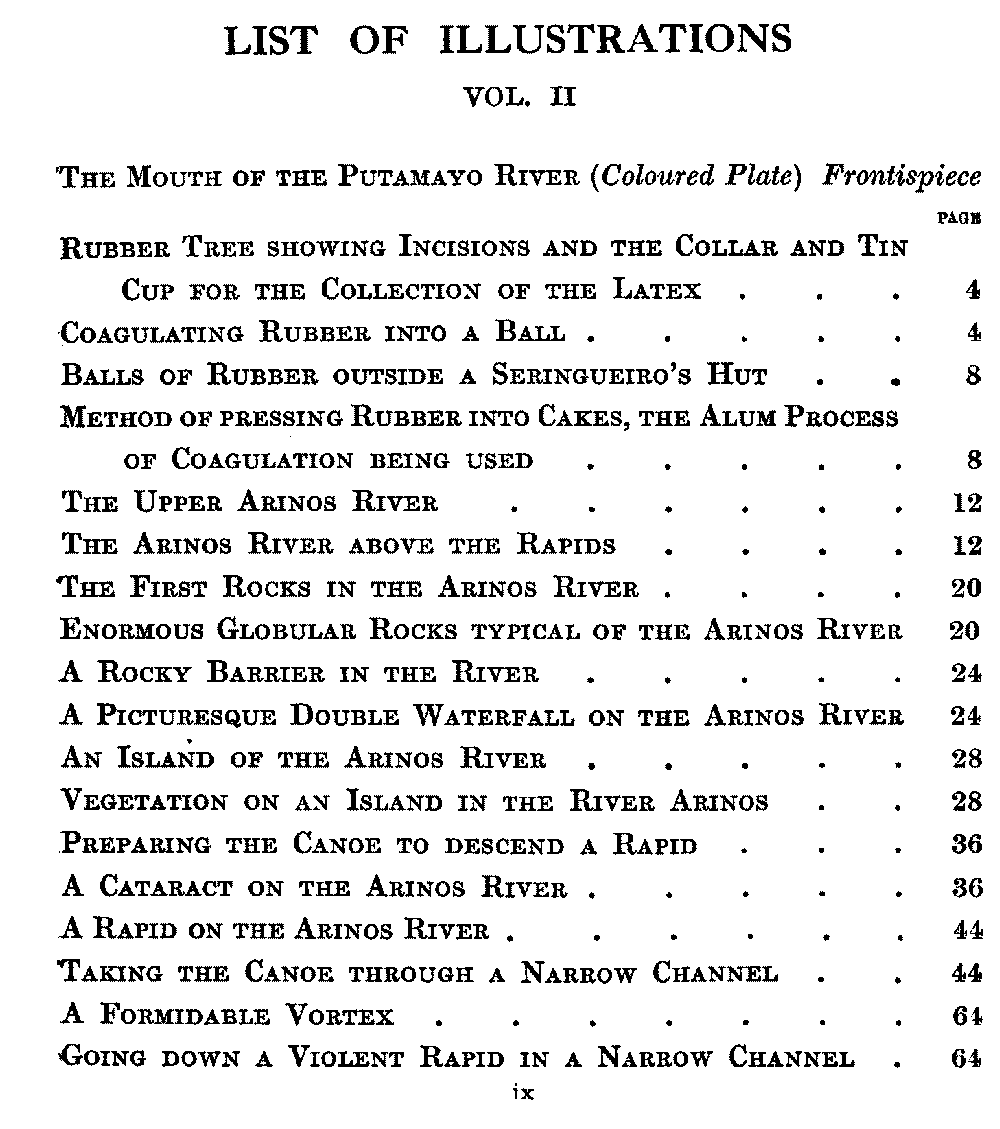 LIST OF ILLUSTRATIONS
VOL. II
THE MOUTH OF THE PUTAMAYO RIVER (Coloured Plate) Frontispiece
PAGE
RUBBER TREE SHOWING INCISIONS AND THE COLLAR AND TIN
CUP FOR THE COLLECTION OF THE LATEX . . . 4
COAGULATING RUBBER INTO A BALL . . . . . 4
BALLS OF RUBBER OUTSIDE A SERINGUEIRO'S HUT . . 8
METHOD OF PRESSING RUBBER INTO CAKES, THE ALUM PROCESS
OF COAGULATION BEING USED . . . . . 8
THE UPPER ARINOS RIVER . . . . . . 12
THE ARINOS RIVER ABOVE THE RAPIDS . . . . 12
THE FIRST ROCKS IN THE ARINOS RIVER . . . . 20
ENORMOUS GLOBULAR ROCKS TYPICAL OF THE ARINOS RIVER 20
A ROCKY BARRIER IN THE RIVER . . . . . 24
A PICTURESQUE DOUBLE WATERFALL ON THE ARINOS RIVER 24
AN ISLAND OF THE ARINOS RIVER . . . . . 28
VEGETATION ON AN ISLAND IN THE RIVER ARINOS . . 28
PREPARING THE CANOE TO DESCEND A RAPID . . . 36
A CATARACT ON THE ARINOS RIVER . . . . . 36
A RAPID ON THE ARINOS RIVER . . . . . . 44
TAKING THE CANOE THROUGH A NARROW CHANNEL . . 44
A FORMIDABLE VORTEX . . . . . . . 64
GOING DOWN A VIOLENT RAPID IN A NARROW CHANNEL . 64
ix